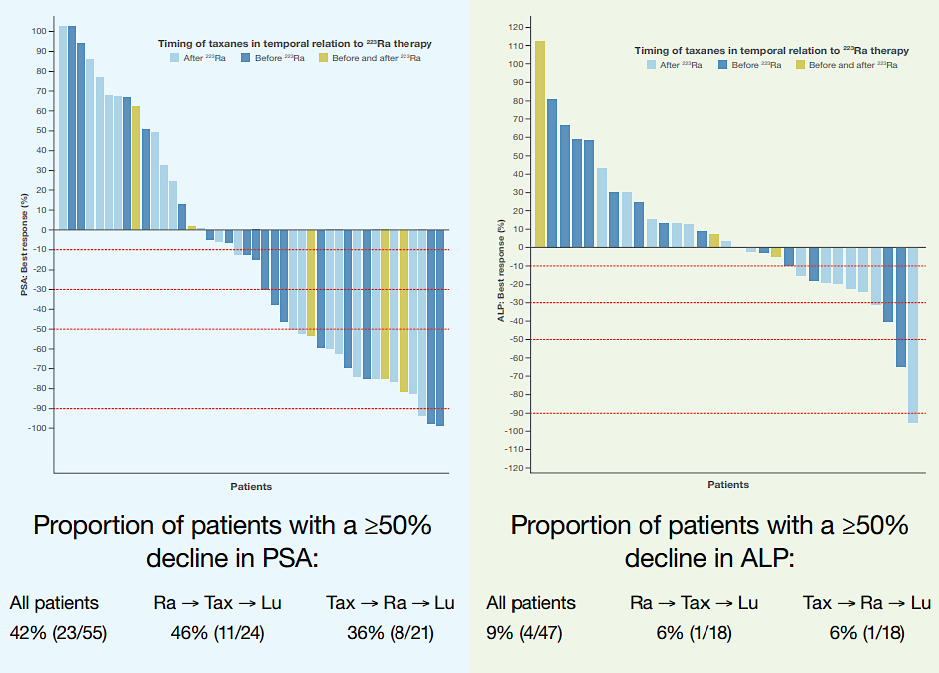 Timing of taxanes in temporal relation to ²²³Ra therapy
After ²²³Ra Before ²²³Ra Before and after ²²³Ra
PSA: Best response (%)
100
90
80
70
60
50
40
30
20
10
0
-10
-20
-30
-40
-50
-60
-70
-80
-90
-100
Patients
Proportion of patients with a ≥50%
decline in PSA:
All patients Ra → Tax → Lu Tax → Ra → Lu
42% (23/55) 46% (11/24) 36% (8/21)
Timing of taxanes in temporal relation to ²²³Ra therapy
After ²²³Ra Before ²²³Ra Before and after ²²³Ra
ALP: Best response (%)
120
110
100
90
80
70
60
50
40
30
20
10
0
-10
-20
-30
-40
-50
-60
-70
-80
-90
-100
-110
-120
Patients
Proportion of patients with a ≥50%
decline in ALP:
All patients Ra → Tax → Lu Tax → Ra → Lu
9% (4/47) 6% (1/18) 6% (1/18)